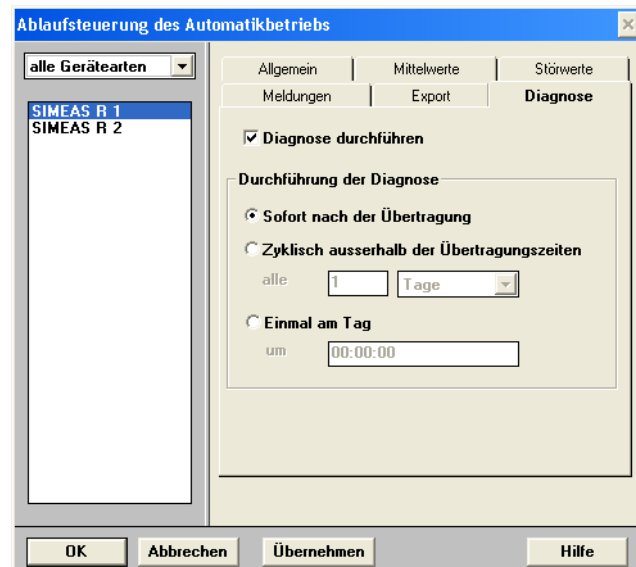 Ablaufsteuerung des Automatikbetriebs
alle Gerätearten
SIMEAS R 1
SIMEAS R 2
Allgemein
Mittelwerte
Störwerte
Meldungen
Export
Diagnose
Diagnose durchführen
Durchführung der Diagnose
Sofort nach der Übertragung
Zyklisch ausserhalb der Übertragungszeiten
alle 1 Tage
Einmal am Tag
um 00:00:00
OK
Abbrechen
Übernehmen
Hilfe